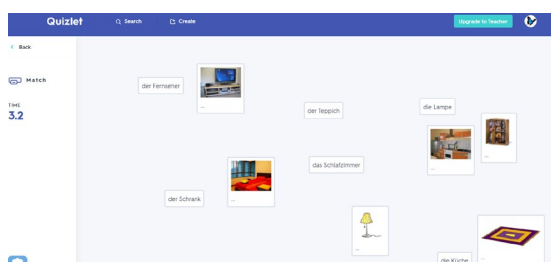 Quizlet
Search
Create
Upgrade to Teacher
Back
Match
TIME
3.2
der Fernseher
...
der Teppich
die Lampe
...
...
das Schlafzimmer
der Schrank
...
...
...
die Küche